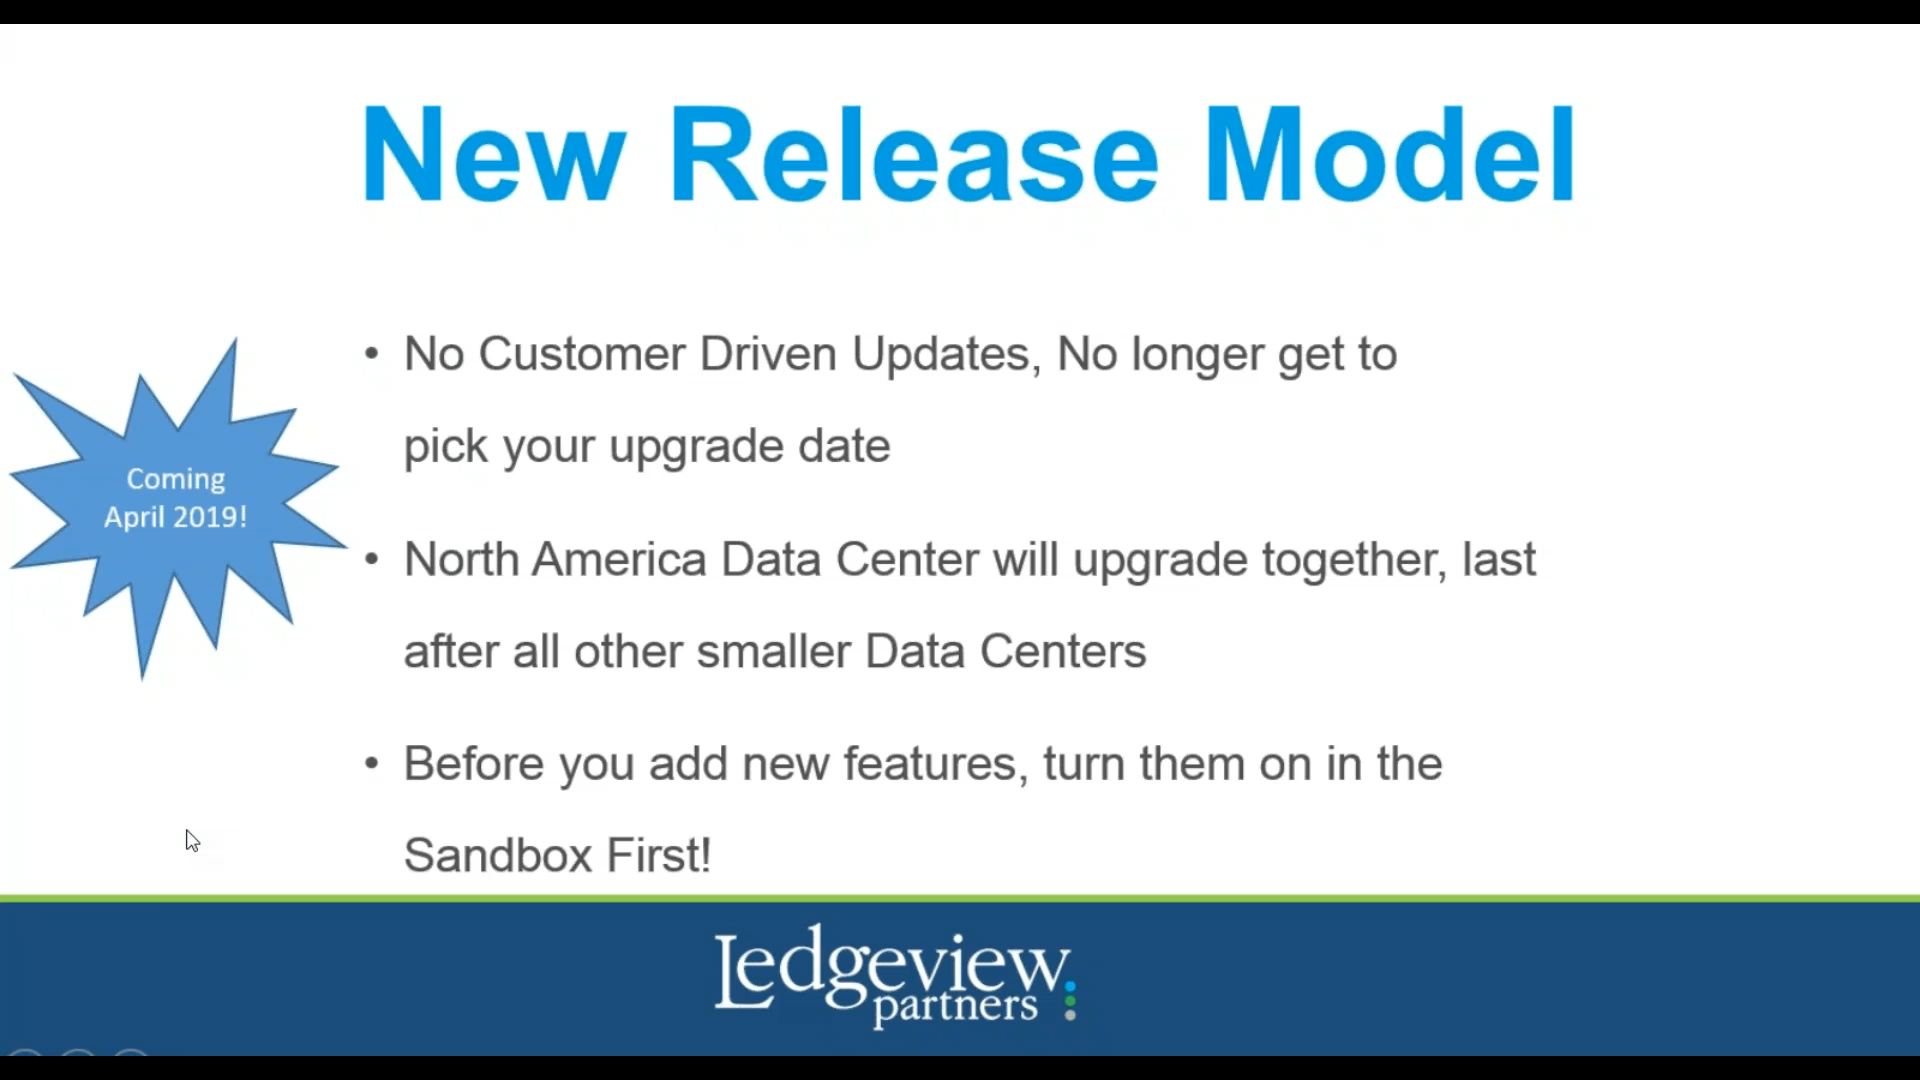 New Release Model
Coming
April 2019!
• No Customer Driven Updates, No longer get to
pick your upgrade date
• North America Data Center will upgrade together, last
after all other smaller Data Centers
• Before you add new features, turn them on in the
Sandbox First!
Ledgeview
partners